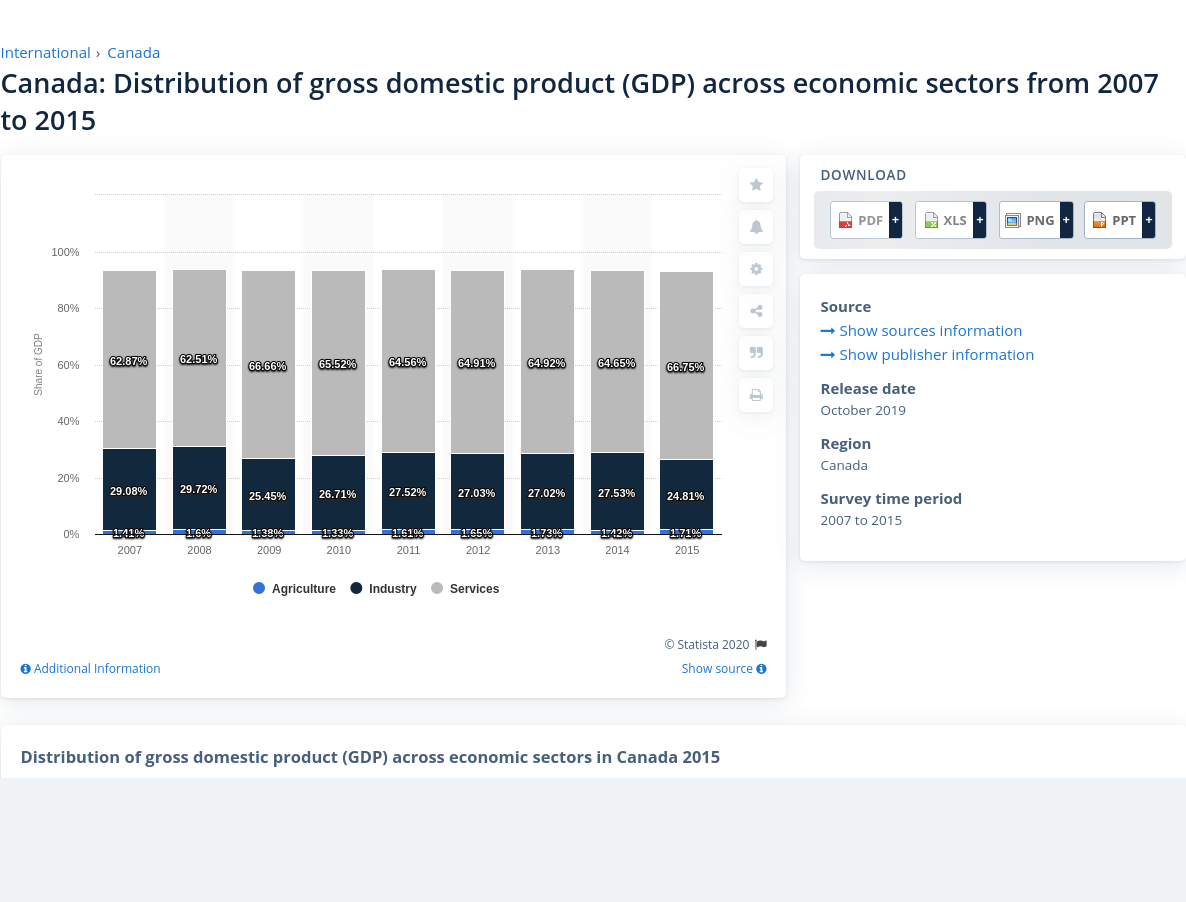 International › Canada
Canada: Distribution of gross domestic product (GDP) across economic sectors from 2007
to 2015
DOWNLOAD
PDF + XLS + PNG + PPT +
Source
Show sources information
Show publisher information
Release date
October 2019
Region
Canada
Survey time period
2007 to 2015
Share of GDP
100%
80%
60%
40%
20%
0%
62.87% 62.51% 66.66% 65.52% 64.56% 64.91% 64.92% 64.65% 66.75%
29.08% 29.72% 25.45% 26.71% 27.52% 27.03% 27.02% 27.53% 24.81%
1.41% 1.6% 1.38% 1.33% 1.61% 1.65% 1.73% 1.42% 1.71%
2007 2008 2009 2010 2011 2012 2013 2014 2015
Agriculture Industry Services
© Statista 2020
Additional Information
Show source
Distribution of gross domestic product (GDP) across economic sectors in Canada 2015